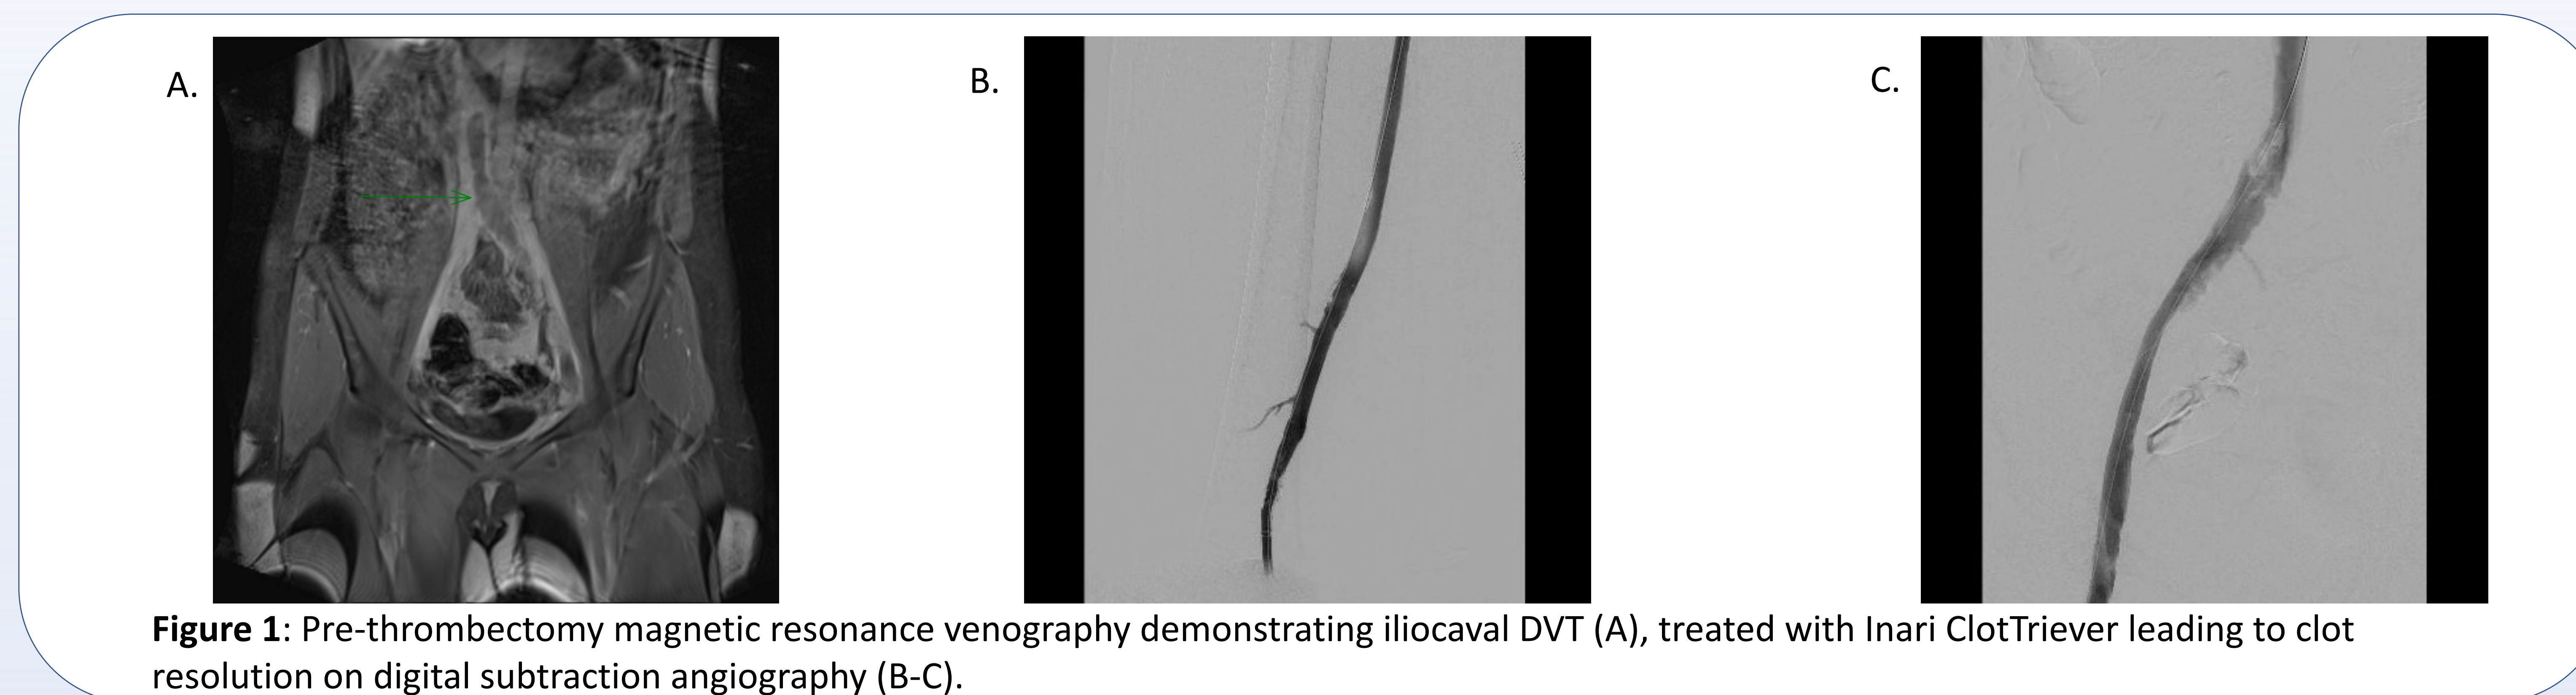 A.
B.
C.
Figure 1: Pre-thrombectomy magnetic resonance venography demonstrating iliocaval DVT (A), treated with Inari ClotTriever leading to clot
resolution on digital subtraction angiography (B-C).